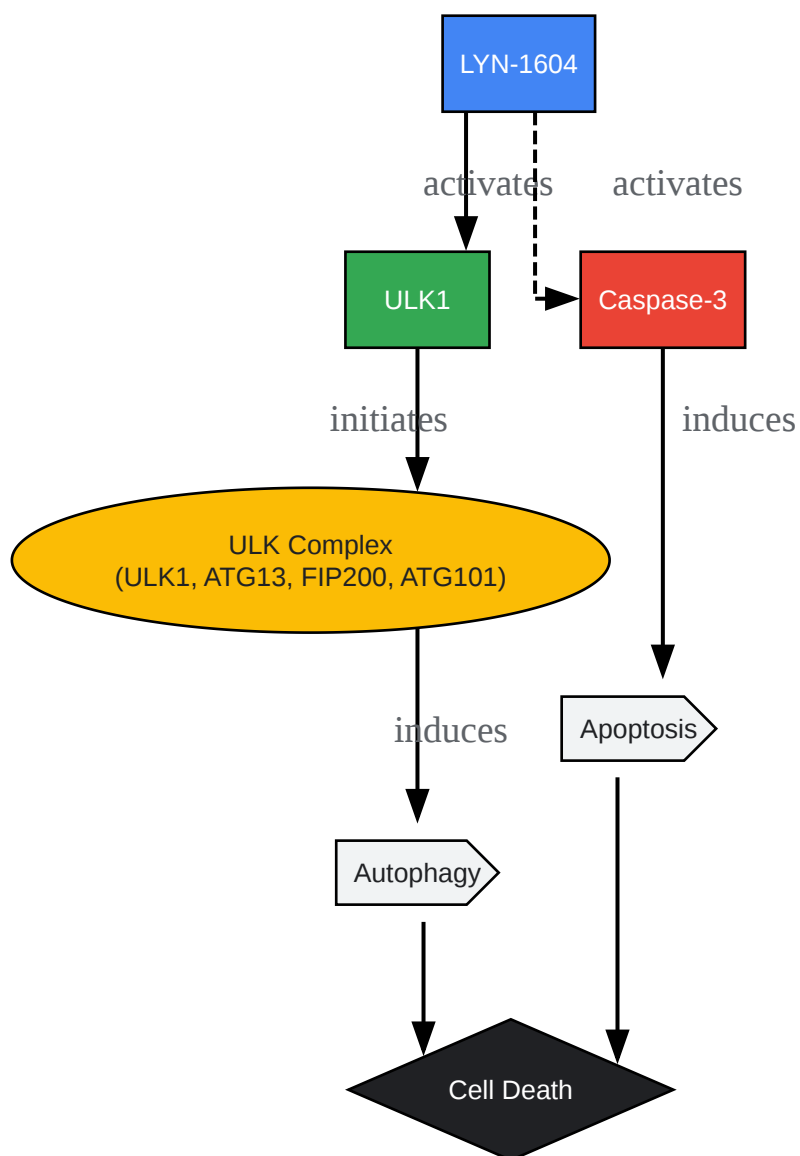 LYN-1604
activates
activates
ULK1
Caspase-3
initiates
induces
ULK Complex
(ULK1, ATG13, FIP200, ATG101)
induces
Apoptosis
Autophagy
Cell Death